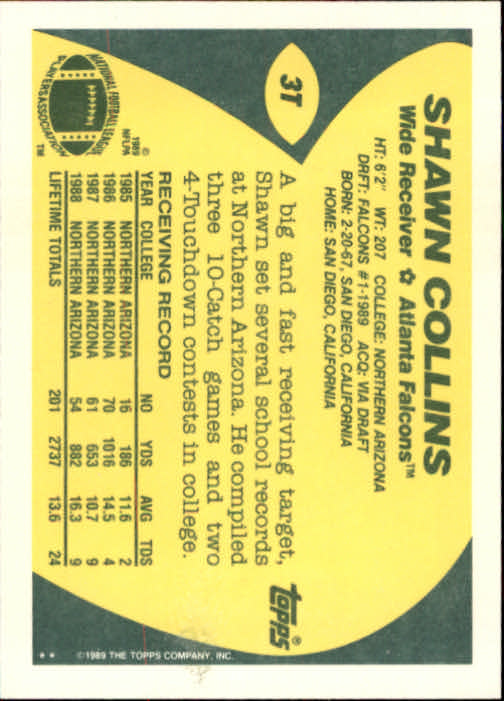 3T
SHAWN COLLINS
Wide Receiver ✩ Atlanta Falcons™
HT: 6'2" WT: 207 COLLEGE: NORTHERN ARIZONA
DRFT: FALCONS #1-1989 ACQ: VIA DRAFT
BORN: 2-20-67, SAN DIEGO, CALIFORNIA
HOME: SAN DIEGO, CALIFORNIA
A big and fast receiving target,
Shawn set several school records
at Northern Arizona. He compiled
three 10-Catch games and two
4-Touchdown contests in college.
topps®
RECEIVING RECORD
YEAR COLLEGE NO YDS AVG TDS
1985 NORTHERN ARIZONA 16 186 11.6 2
1986 NORTHERN ARIZONA 70 1016 14.5 4
1987 NORTHERN ARIZONA 61 653 10.7 9
1988 NORTHERN ARIZONA 54 882 16.3 9
LIFETIME TOTALS 201 2737 13.6 24
NATIONAL FOOTBALL LEAGUE
PLAYERS ASSOCIATION
™
©
1989
NFLPA
** ©1989 THE TOPPS COMPANY, INC.